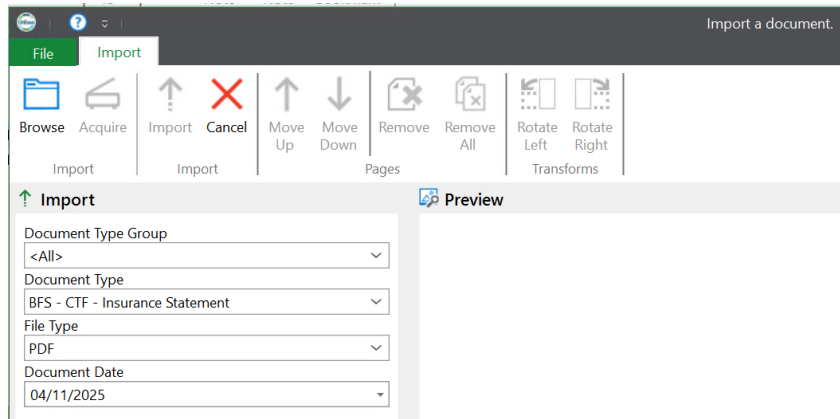 Import a document.
File Import
Browse Acquire Import Cancel Move Up Move Down Remove Remove All Rotate Left Rotate Right
Import Import Pages Transforms
Import
Preview
Document Type Group
<All>
Document Type
BFS - CTF - Insurance Statement
File Type
PDF
Document Date
04/11/2025